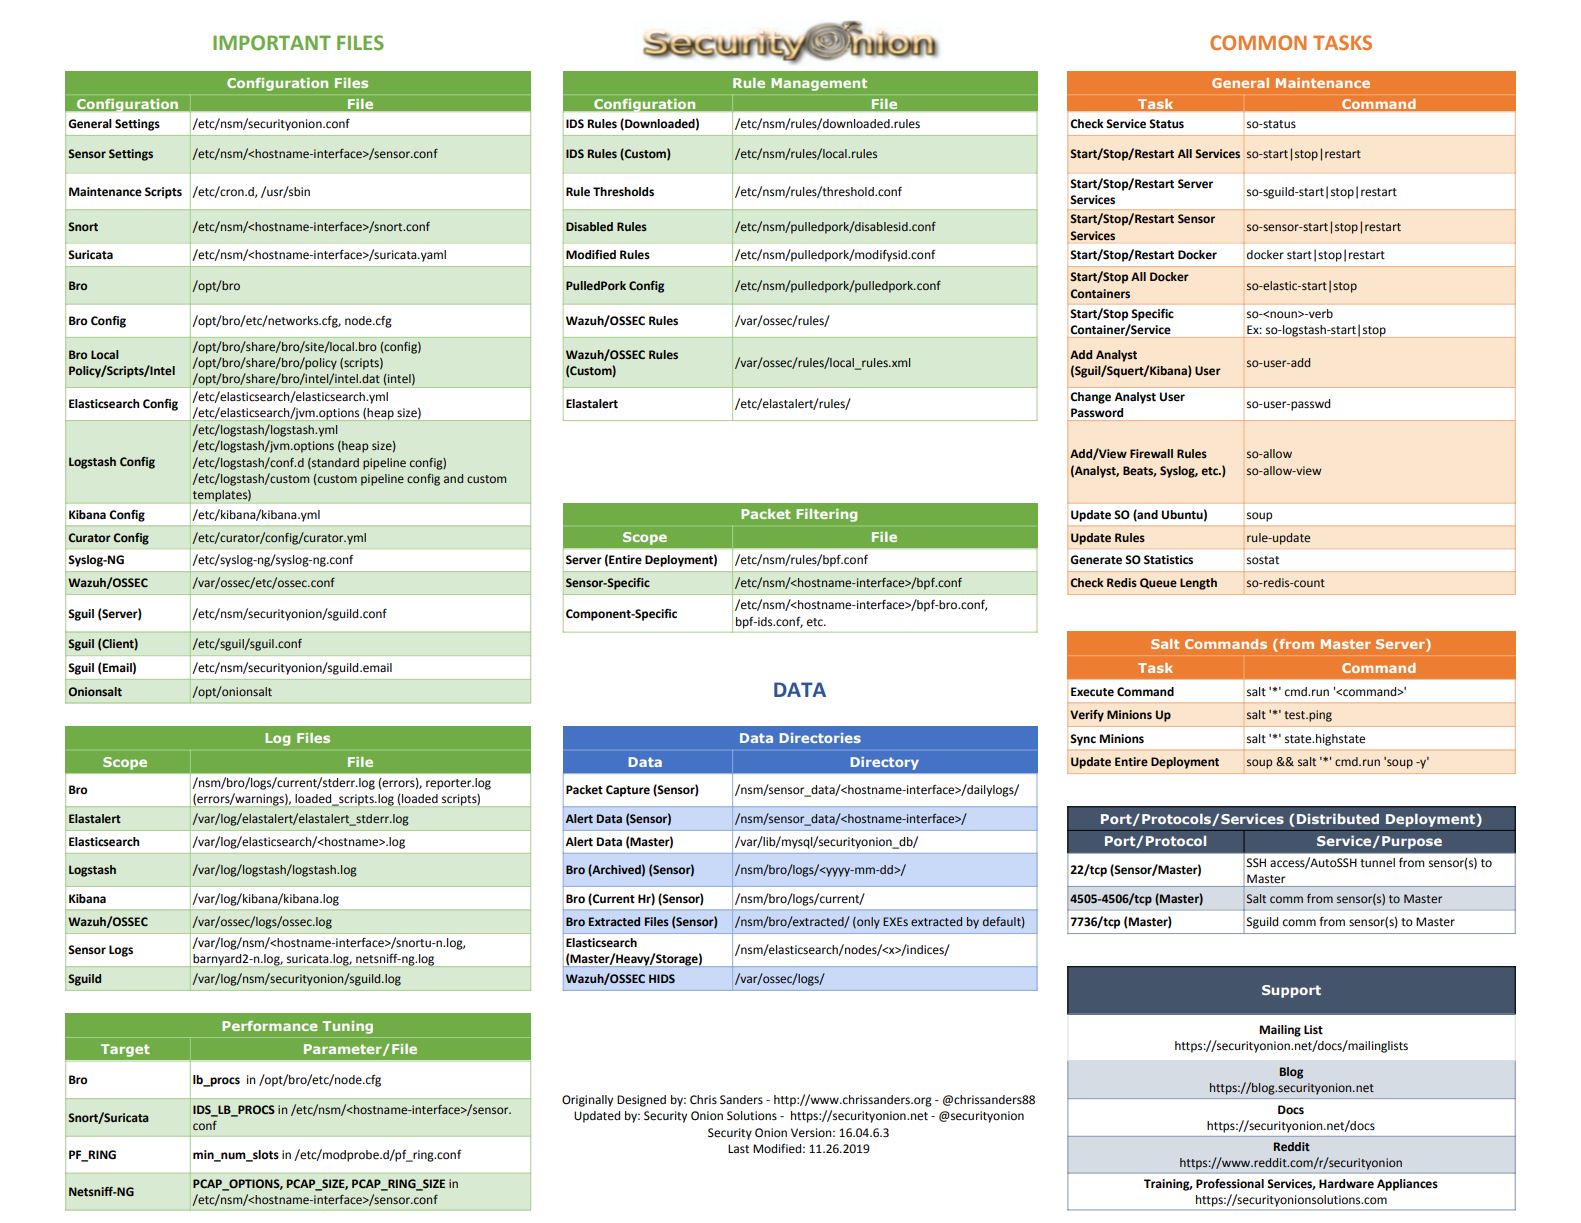 IMPORTANT FILES
Configuration Files
Configuration File
General Settings /etc/nsm/securityonion.conf
Sensor Settings /etc/nsm/<hostname-interface>/sensor.conf
Maintenance Scripts /etc/cron.d, /usr/sbin
Snort /etc/nsm/<hostname-interface>/snort.conf
Suricata /etc/nsm/<hostname-interface>/suricata.yaml
Bro /opt/bro
Bro Config /opt/bro/etc/networks.cfg, node.cfg
Bro Local
Policy/Scripts/Intel
/opt/bro/share/bro/site/local.bro (config)
/opt/bro/share/bro/policy (scripts)
/opt/bro/share/bro/intel/intel.dat (intel)
Elasticsearch Config
/etc/elasticsearch/elasticsearch.yml
/etc/elasticsearch/jvm.options (heap size)
Logstash Config
/etc/logstash/logstash.yml
/etc/logstash/jvm.options (heap size)
/etc/logstash/conf.d (standard pipeline config)
/etc/logstash/custom (custom pipeline config and custom
templates)
Kibana Config /etc/kibana/kibana.yml
Curator Config /etc/curator/config/curator.yml
Syslog-NG /etc/syslog-ng/syslog-ng.conf
Wazuh/OSSEC /var/ossec/etc/ossec.conf
Sguil (Server) /etc/nsm/securityonion/sguild.conf
Sguil (Client) /etc/sguil/sguil.conf
Sguil (Email) /etc/nsm/securityonion/sguild.email
Onionsalt /opt/onionsalt
Log Files
Scope File
Bro
/nsm/bro/logs/current/stderr.log (errors), reporter.log
(errors/warnings), loaded_scripts.log (loaded scripts)
Elastalert /var/log/elastalert/elastalert_stderr.log
Elasticsearch /var/log/elasticsearch/<hostname>.log
Logstash /var/log/logstash/logstash.log
Kibana /var/log/kibana/kibana.log
Wazuh/OSSEC /var/ossec/logs/ossec.log
Sensor Logs
/var/log/nsm/<hostname-interface>/snortu-n.log,
barnyard2-n.log, suricata.log, netsniff-ng.log
Sguild /var/log/nsm/securityonion/sguild.log
Performance Tuning
Target Parameter/File
Bro lb_procs in /opt/bro/etc/node.cfg
Snort/Suricata
IDS_LB_PROCS in /etc/nsm/<hostname-interface>/sensor.
conf
PF_RING min_num_slots in /etc/modprobe.d/pf_ring.conf
Netsniff-NG
PCAP_OPTIONS, PCAP_SIZE, PCAP_RING_SIZE in
/etc/nsm/<hostname-interface>/sensor.conf
SecurityOnion
Rule Management
Configuration File
IDS Rules (Downloaded) /etc/nsm/rules/downloaded.rules
IDS Rules (Custom) /etc/nsm/rules/local.rules
Rule Thresholds /etc/nsm/rules/threshold.conf
Disabled Rules /etc/nsm/pulledpork/disablesid.conf
Modified Rules /etc/nsm/pulledpork/modifysid.conf
PulledPork Config /etc/nsm/pulledpork/pulledpork.conf
Wazuh/OSSEC Rules /var/ossec/rules/
Wazuh/OSSEC Rules
(Custom)
/var/ossec/rules/local_rules.xml
Elastalert /etc/elastalert/rules/
Packet Filtering
Scope File
Server (Entire Deployment) /etc/nsm/rules/bpf.conf
Sensor-Specific /etc/nsm/<hostname-interface>/bpf.conf
Component-Specific
/etc/nsm/<hostname-interface>/bpf-bro.conf,
bpf-ids.conf, etc.
DATA
Data Directories
Data Directory
Packet Capture (Sensor) /nsm/sensor_data/<hostname-interface>/dailylogs/
Alert Data (Sensor) /nsm/sensor_data/<hostname-interface>/
Alert Data (Master) /var/lib/mysql/securityonion_db/
Bro (Archived) (Sensor) /nsm/bro/logs/<yyyy-mm-dd>/
Bro (Current Hr) (Sensor) /nsm/bro/logs/current/
Bro Extracted Files (Sensor) /nsm/bro/extracted/ (only EXEs extracted by default)
Elasticsearch
(Master/Heavy/Storage)
/nsm/elasticsearch/nodes/<x>/indices/
Wazuh/OSSEC HIDS /var/ossec/logs/
Originally Designed by: Chris Sanders - http://www.chrissanders.org - @chrissanders88
Updated by: Security Onion Solutions - https://securityonion.net - @securityonion
Security Onion Version: 16.04.6.3
Last Modified: 11.26.2019
COMMON TASKS
General Maintenance
Task Command
Check Service Status so-status
Start/Stop/Restart All Services so-start|stop|restart
Start/Stop/Restart Server
Services
so-sguild-start|stop|restart
Start/Stop/Restart Sensor
Services
so-sensor-start|stop|restart
Start/Stop/Restart Docker docker start|stop|restart
Start/Stop All Docker
Containers
so-elastic-start|stop
Start/Stop Specific
Container/Service
so-<noun>-verb
Ex: so-logstash-start|stop
Add Analyst
(Sguil/Squert/Kibana) User
so-user-add
Change Analyst User
Password
so-user-passwd
Add/View Firewall Rules
(Analyst, Beats, Syslog, etc.)
so-allow
so-allow-view
Update SO (and Ubuntu) soup
Update Rules rule-update
Generate SO Statistics sostat
Check Redis Queue Length so-redis-count
Salt Commands (from Master Server)
Task Command
Execute Command salt '*' cmd.run '<command>'
Verify Minions Up salt '*' test.ping
Sync Minions salt '*' state.highstate
Update Entire Deployment soup && salt '*' cmd.run 'soup -y'
Port/Protocols/Services (Distributed Deployment)
Port/Protocol Service/Purpose
22/tcp (Sensor/Master)
SSH access/AutoSSH tunnel from sensor(s) to
Master
4505-4506/tcp (Master) Salt comm from sensor(s) to Master
7736/tcp (Master) Sguild comm from sensor(s) to Master
Support
Mailing List
https://securityonion.net/docs/mailinglists
Blog
https://blog.securityonion.net
Docs
https://securityonion.net/docs
Reddit
https://www.reddit.com/r/securityonion
Training, Professional Services, Hardware Appliances
https://securityonionsolutions.com